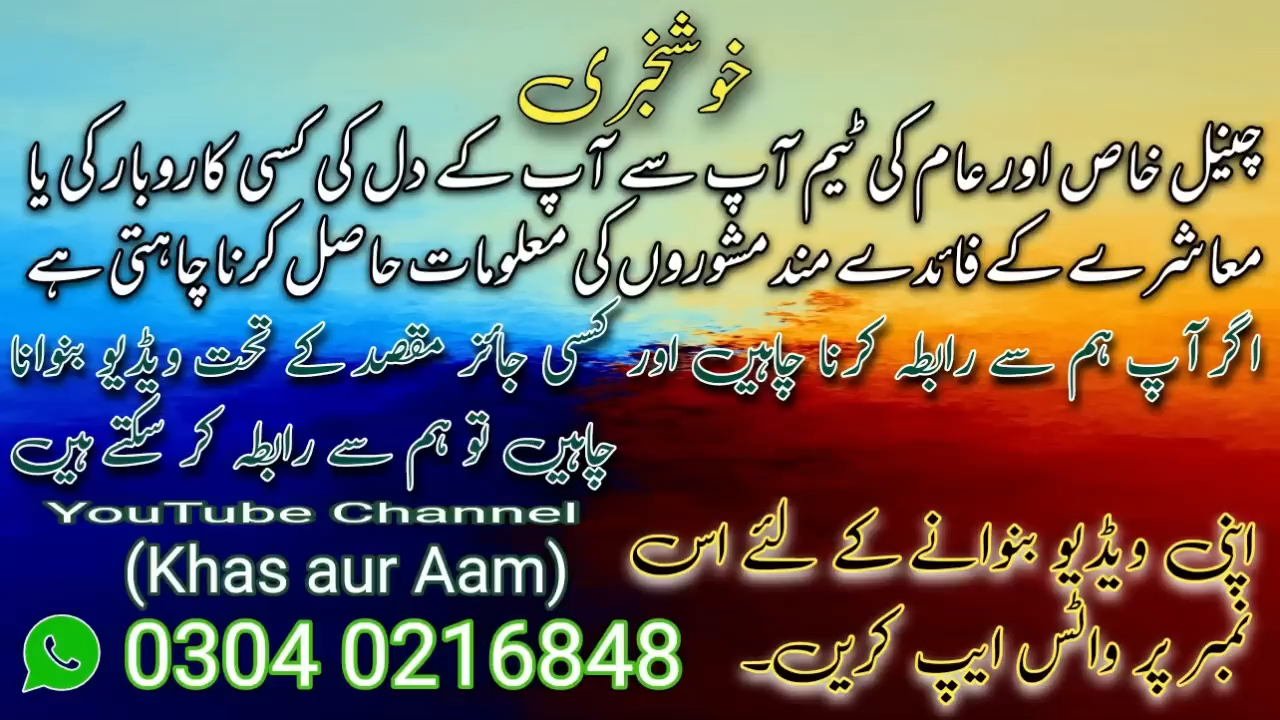 خوشخبری
چینل خاص اور عام کی ٹیم آپ سے آپ کے دل کی کسی کاروبار کی یا
معاشرے کے فائدے مند مشوروں کی معلومات حاصل کرنا چاہتی ہے
اگر آپ ہم سے رابطہ کرنا چاہیں اور کسی جائز مقصد کے تحت ویڈیو بنوانا
چاہیں تو ہم سے رابطہ کر سکتے ہیں
YouTube Channel
(Khas aur Aam)
اپنی ویڈیو بنوانے کے لئے اس
نمبر پر واٹس ایپ کریں۔
0304 0216848